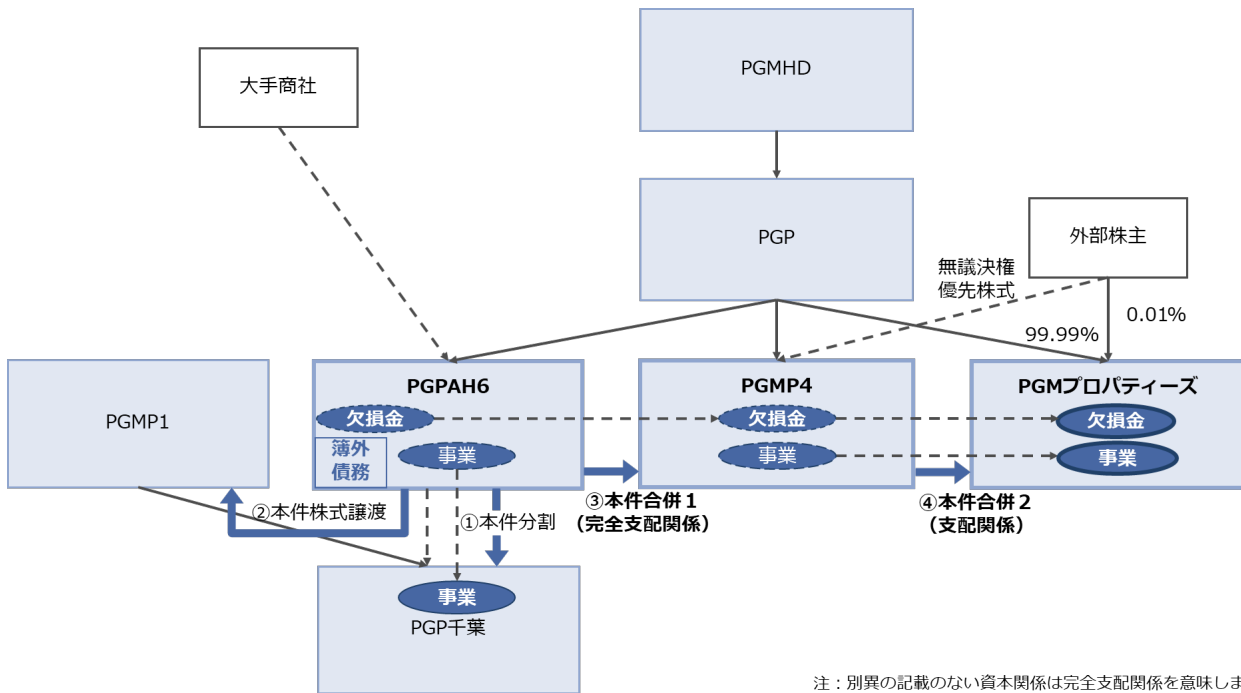 PGMHD
大手商社
PGP
外部株主
無議決権
優先株式
0.01%
99.99%
PGMP1
PGPAH6
欠損金
簿外
債務
事業
PGMP4
欠損金
事業
PGMプロパティーズ
欠損金
事業
②本件株式譲渡
①本件分割
③本件合併１
（完全支配関係）
④本件合併２
（支配関係）
事業
PGP千葉
注：別異の記載のない資本関係は完全支配関係を意味しま